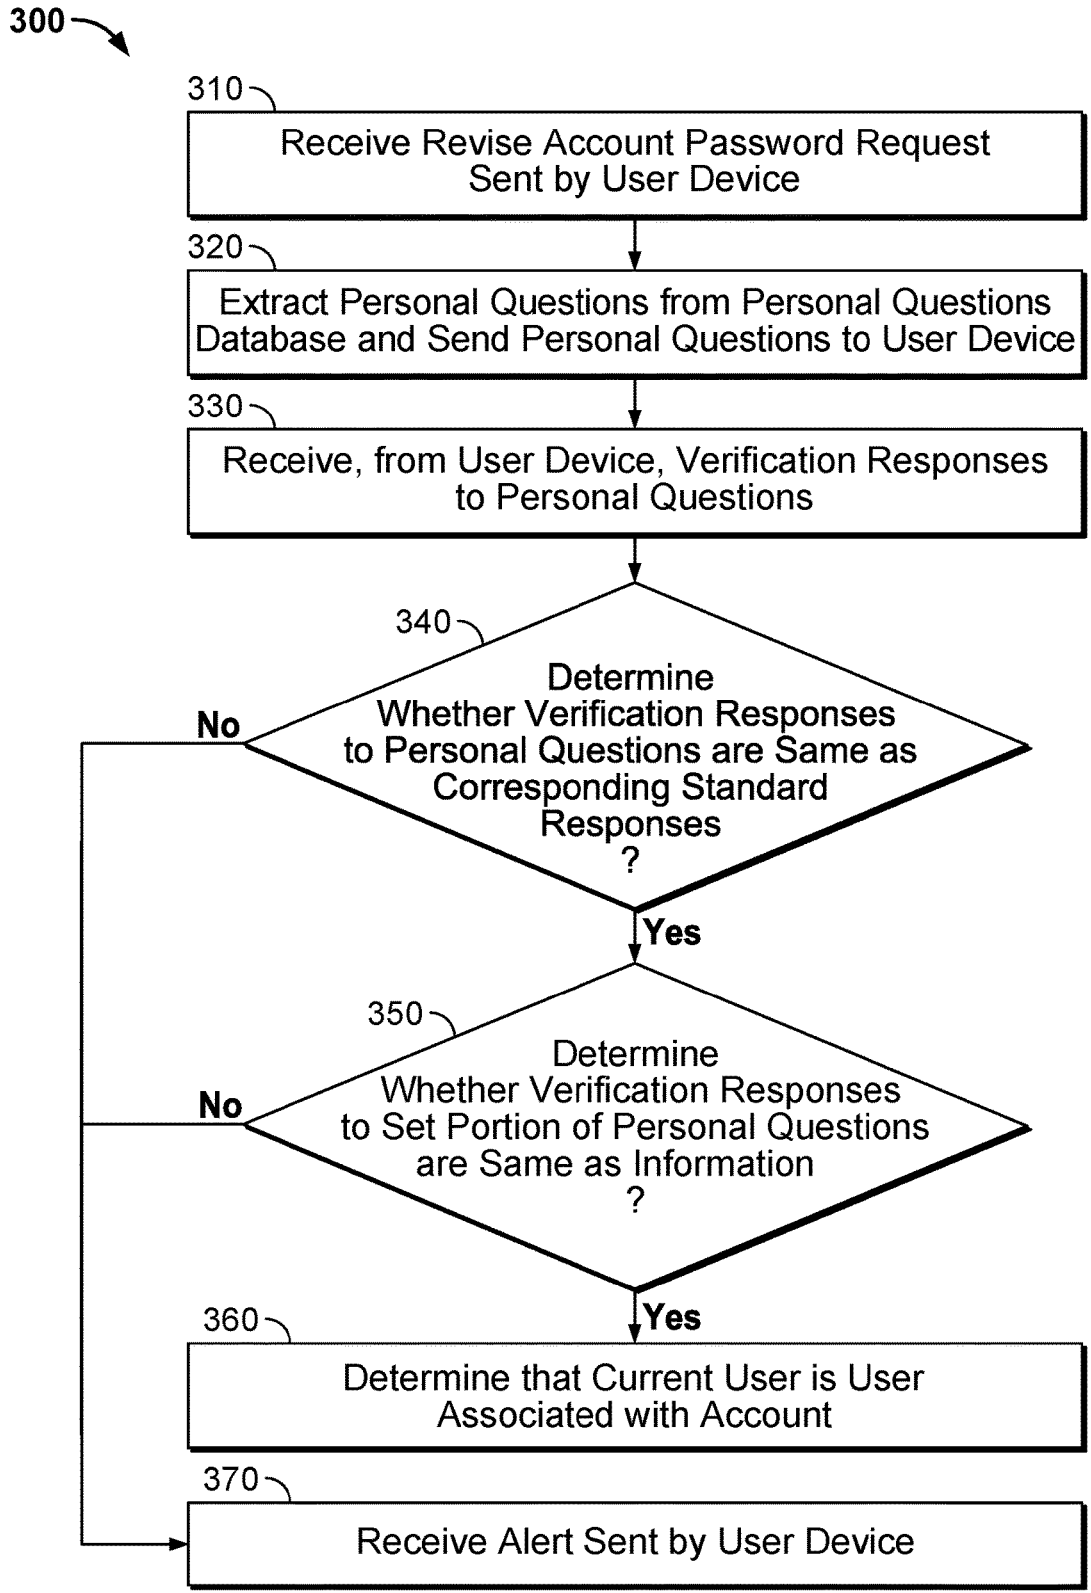 300
310
Receive Revise Account Password Request
Sent by User Device
320
Extract Personal Questions from Personal Questions
Database and Send Personal Questions to User Device
330
Receive, from User Device, Verification Responses
to Personal Questions
340
Determine
Whether Verification Responses
to Personal Questions are Same as
Corresponding Standard
Responses
?
No
Yes
350
Determine
Whether Verification Responses
to Set Portion of Personal Questions
are Same as Information
?
No
Yes
360
Determine that Current User is User
Associated with Account
370
Receive Alert Sent by User Device